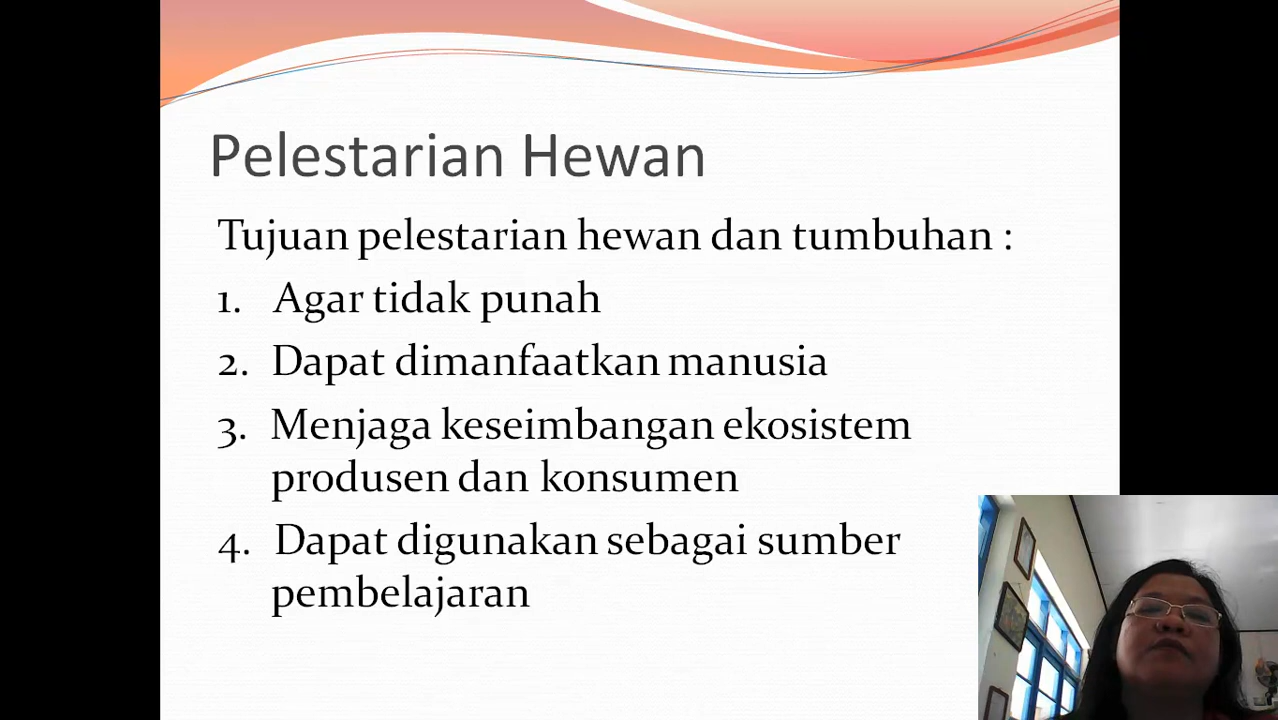 Pelestarian Hewan
Tujuan pelestarian hewan dan tumbuhan :
1. Agar tidak punah
2. Dapat dimanfaatkan manusia
3. Menjaga keseimbangan ekosistem
produsen dan konsumen
4. Dapat digunakan sebagai sumber
pembelajaran